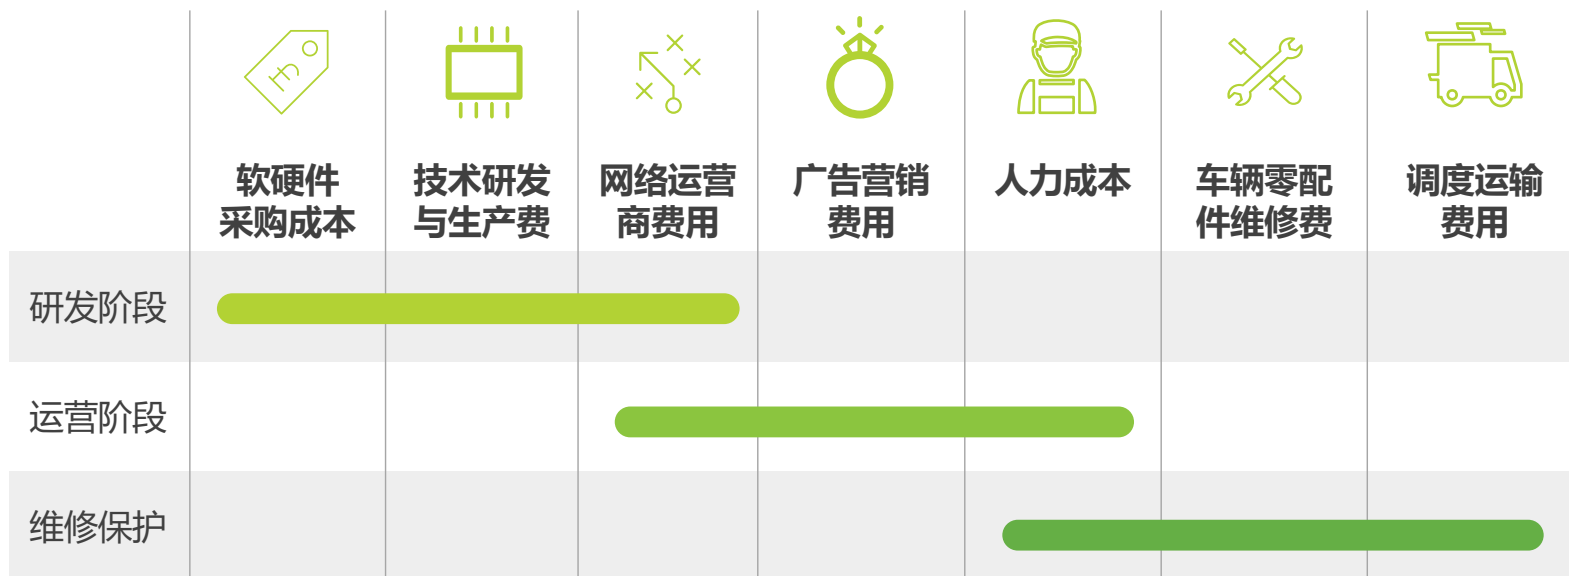 软硬件
采购成本
技术研发
与生产费
网络运营
商费用
广告营销
费用
人力成本
车辆零配
件维修费
调度运输
费用
研发阶段
运营阶段
维修保护